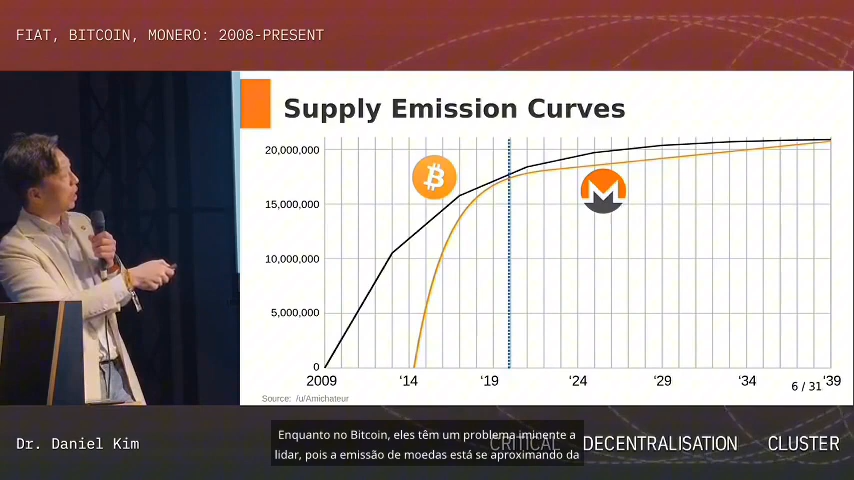 FIAT, BITCOIN, MONERO: 2008-PRESENT
Supply Emission Curves
20,000,000
15,000,000
10,000,000
5,000,000
0
2009 '14 '19 '24 '29 '34 '39
6 / 31
Source: /u/Amichateur
Dr. Daniel Kim
CRITICAL DECENTRALISATION CLUSTER
Enquanto no Bitcoin, eles têm um problema iminente a
lidar, pois a emissão de moedas está se aproximando da